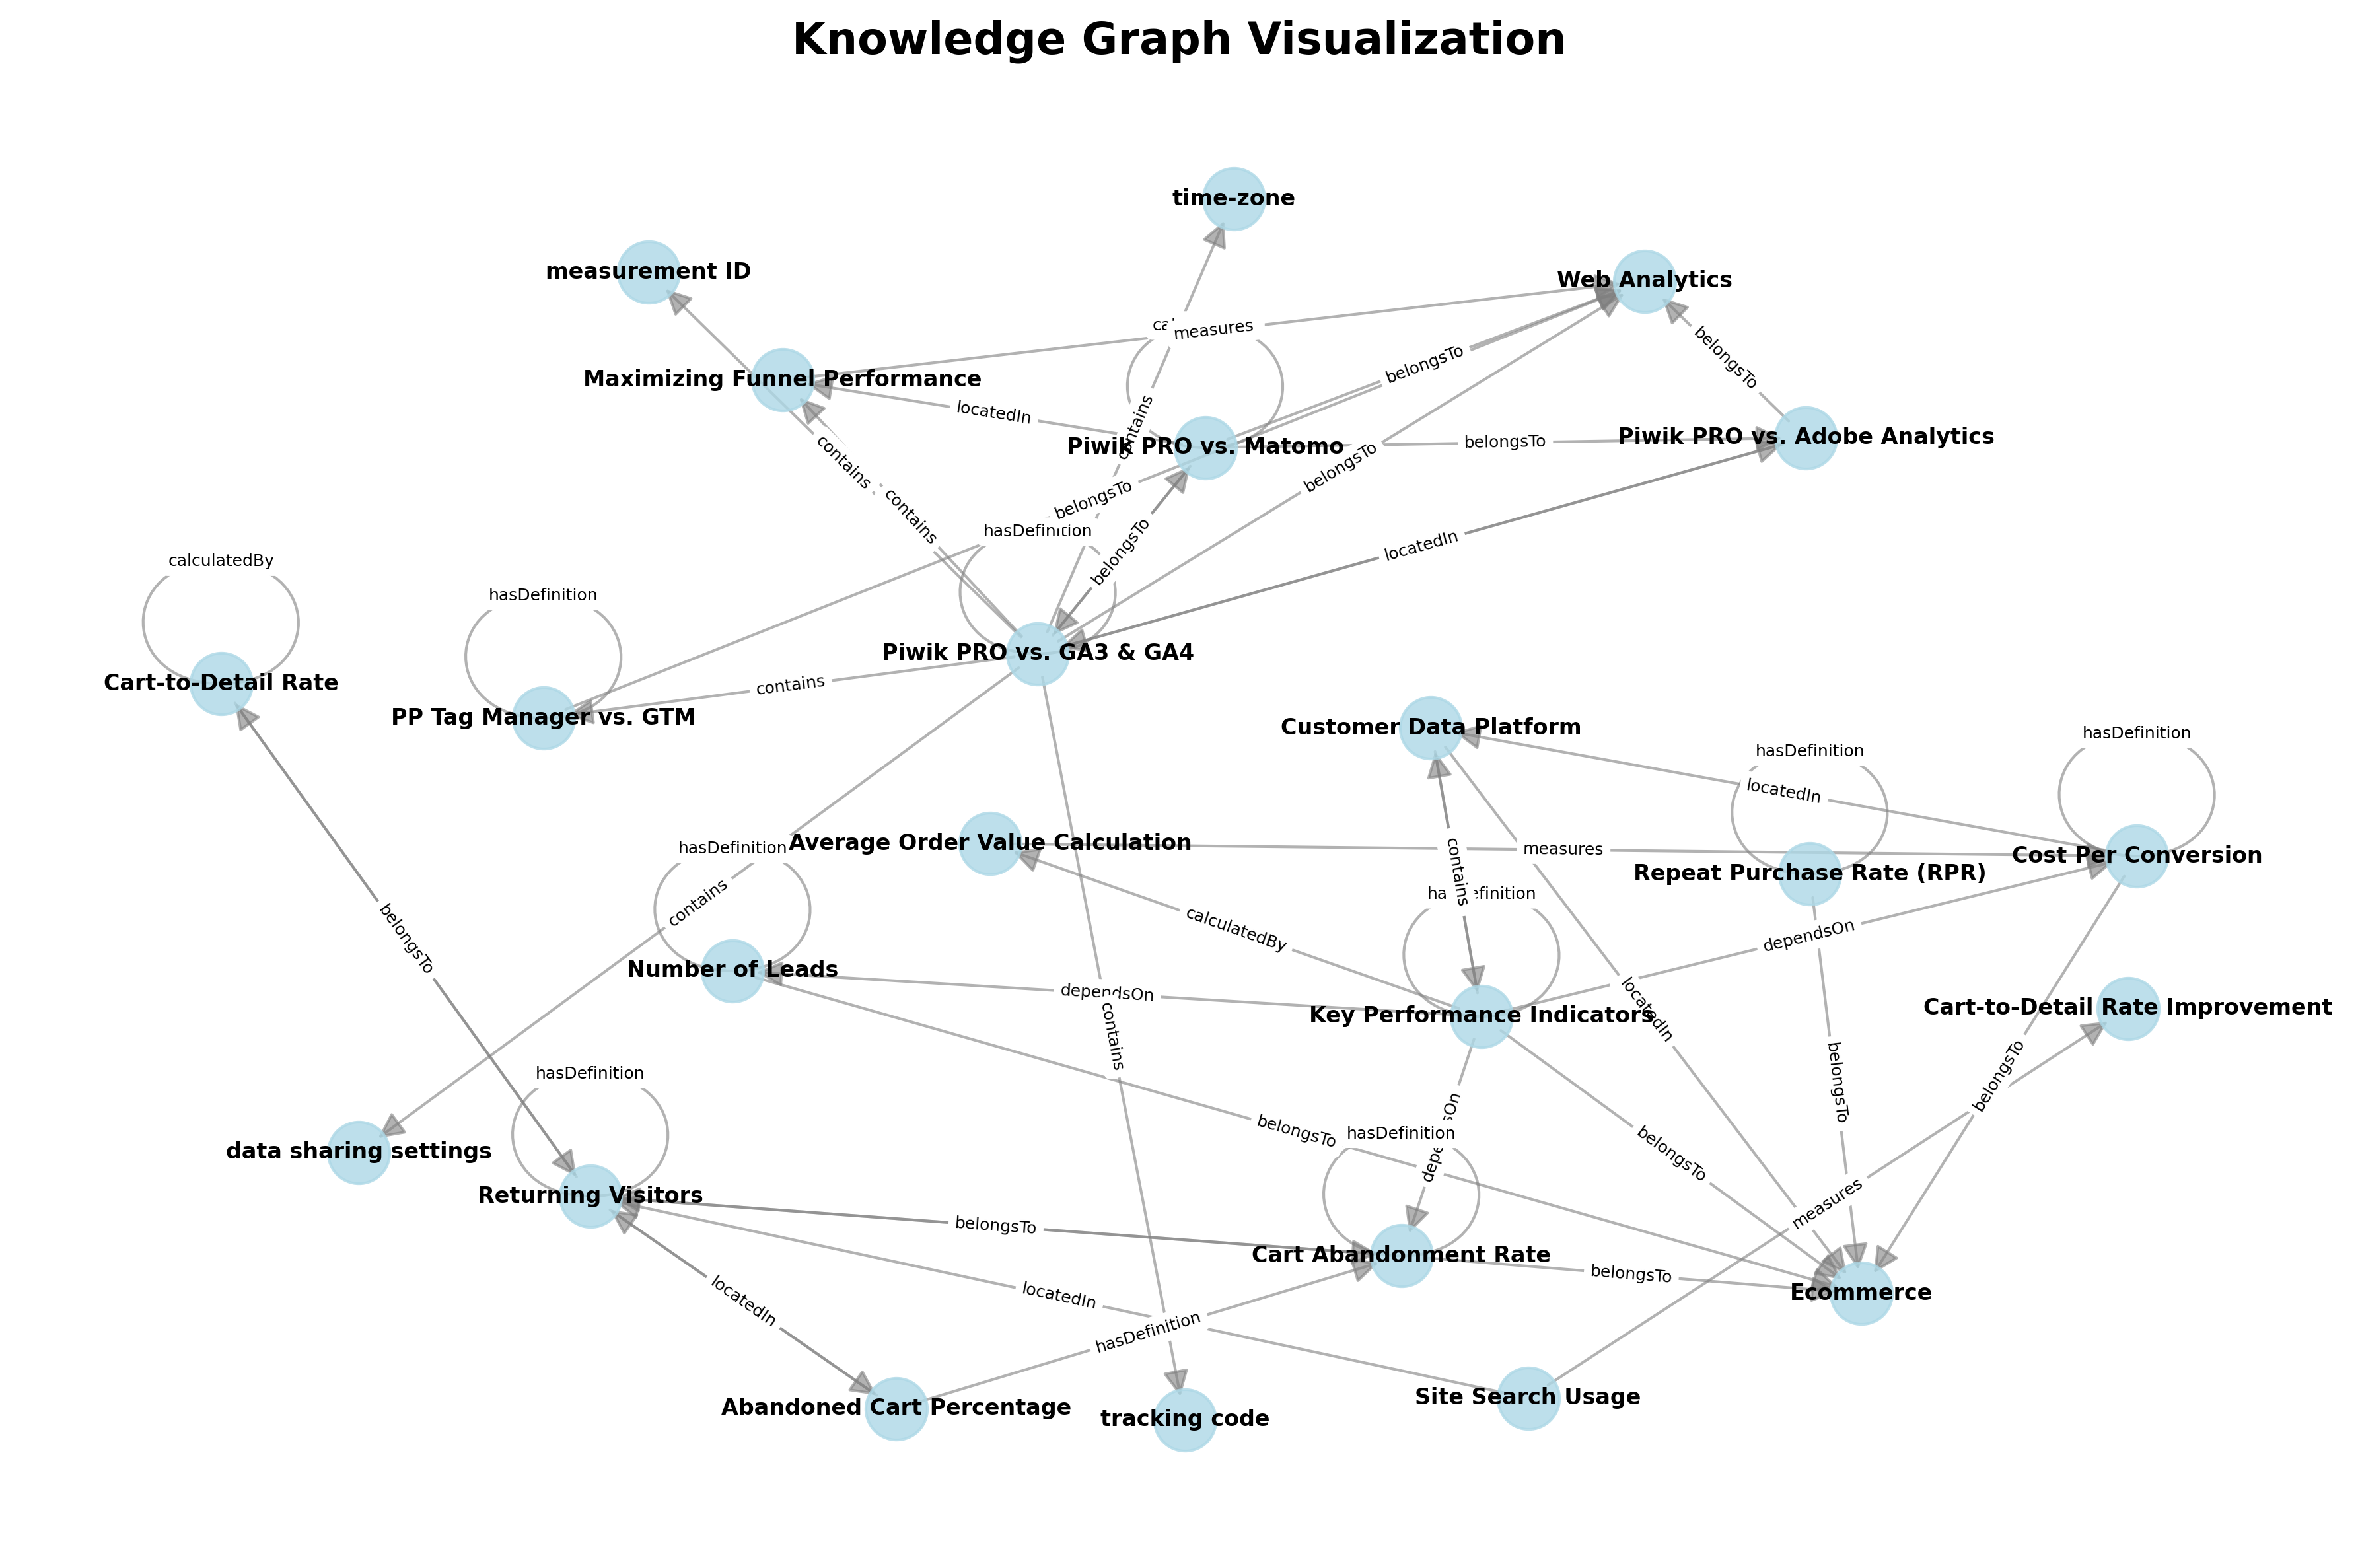 Knowledge Graph Visualization
time-zone
measurement ID
Web Analytics
measures
belongsTo
belongsTo
Maximizing Funnel Performance
locatedIn
contains
Piwik PRO vs. Matomo
belongsTo
Piwik PRO vs. Adobe Analytics
contains
belongsTo
belongsTo
contains
hasDefinition
belongsTo
locatedIn
calculatedBy
hasDefinition
Piwik PRO vs. GA3 & GA4
Cart-to-Detail Rate
contains
PP Tag Manager vs. GTM
Customer Data Platform
hasDefinition
hasDefinition
locatedIn
hasDefinition
Average Order Value Calculation
measures
Cost Per Conversion
contains
Repeat Purchase Rate (RPR)
hasDefinition
contains
calculatedBy
belongsTo
dependsOn
Number of Leads
dependsOn
Key Performance Indicators
locatedIn
Cart-to-Detail Rate Improvement
contains
hasDefinition
belongsTo
belongsTo
belongsTo
hasDefinition
dependsOn
belongsTo
data sharing settings
Returning Visitors
measures
belongsTo
Cart Abandonment Rate
belongsTo
Ecommerce
locatedIn
locatedIn
hasDefinition
Abandoned Cart Percentage
tracking code
Site Search Usage